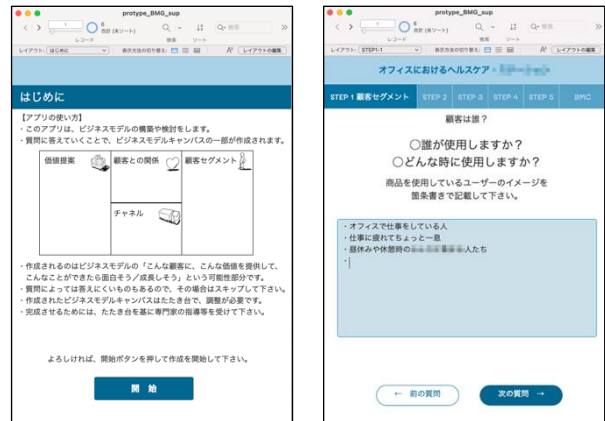 protype_BMG_sup
1
6
合計 (未ソート)
検索
レコード
検索
ソート
レイアウト: はじめに
表示方法の切り替え:
レイアウトの編集
はじめに
【アプリの使い方】
・このアプリは、ビジネスモデルの構築や検討をします。
・質問に答えていくことで、ビジネスモデルキャンバスの一部が作成されます。
価値提案
顧客との関係
顧客セグメント
チャネル
・作成されるのはビジネスモデルの「こんな顧客に、こんな価値を提供して、
こんなことができたら面白そう／成長しそう」という可能性部分です。
・質問によっては答えにくいものもあるので、その場合はスキップして下さい。
・作成されたビジネスモデルキャンバスはたたき台で、調整が必要です。
・完成させるためには、たたき台を基に専門家の指導等を受けて下さい。
よろしければ、開始ボタンを押して作成を開始して下さい。
開 始
protype_BMG_sup
1
6
合計 (未ソート)
検索
レコード
検索
ソート
レイアウト: STEP1-1
表示方法の切り替え:
レイアウトの編集
オフィスにおけるヘルスケア
STEP 1 顧客セグメント STEP 2 STEP 3 STEP 4 STEP 5 BMC
顧客は誰？
○誰が使用しますか？
○どんな時に使用しますか？
商品を使用しているユーザーのイメージを
箇条書きで記載して下さい。
・オフィスで仕事をしている人
・仕事に疲れてちょっと一息
・昼休みや休憩時の
人たち
・
← 前の質問
次の質問 →